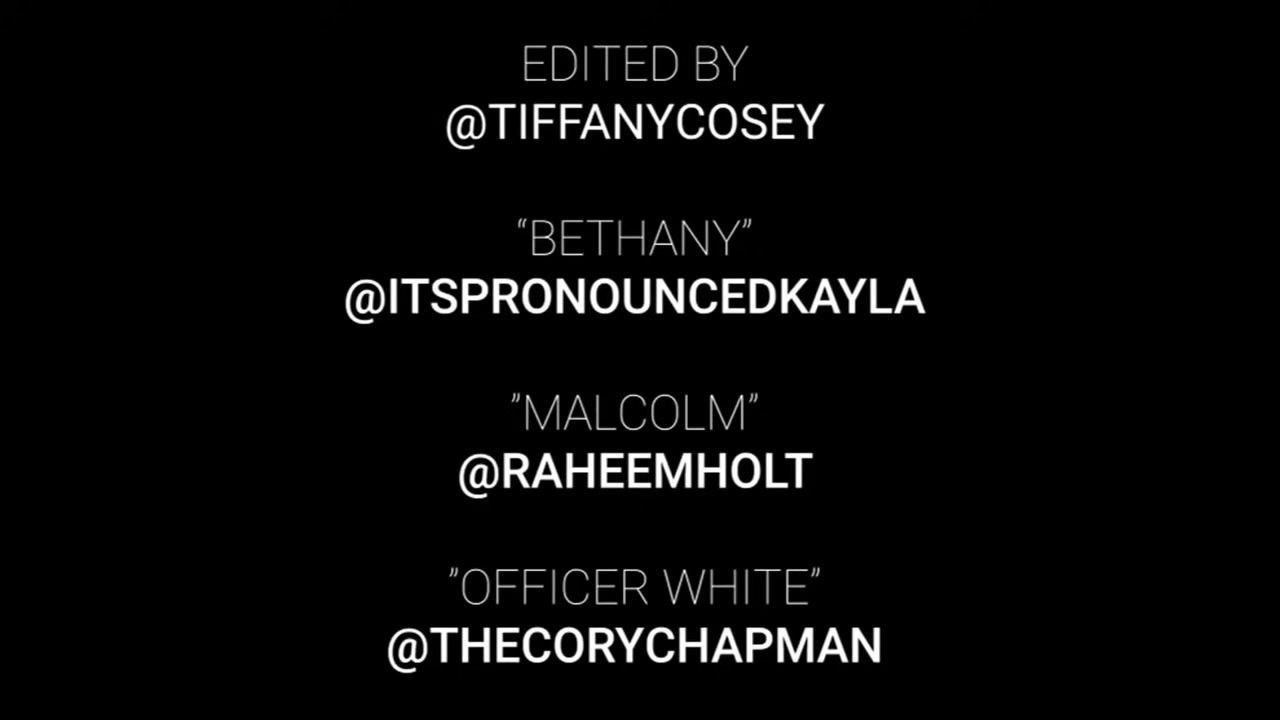 EDITED BY
@TIFFANYCOSEY
“BETHANY”
@ITSPRONOUNCEDKAYLA
”MALCOLM”
@RAHEEMHOLT
”OFFICER WHITE”
@THECORYCHAPMAN